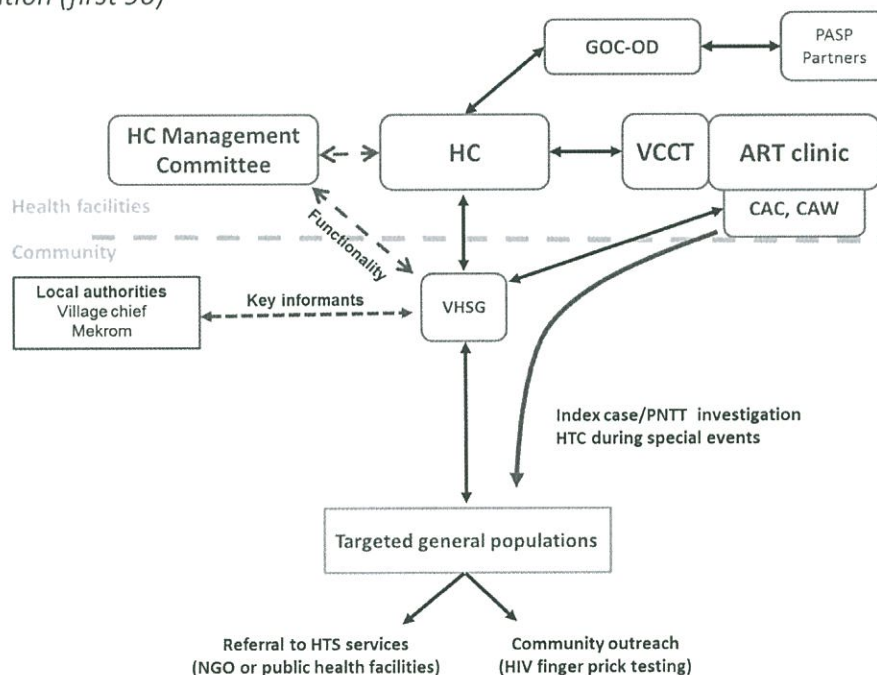 GOC-OD
PASP
Partners
HC Management
Committee
HC
VCCT
ART clinic
CAC, CAW
Health facilities
Functionality
Community
Local authorities
Village chief
Mekrom
Key informants
VHSG
Index case/PNTT investigation
HTC during special events
Targeted general populations
Referral to HTS services
(NGO or public health facilities)
Community outreach
(HIV finger prick testing)